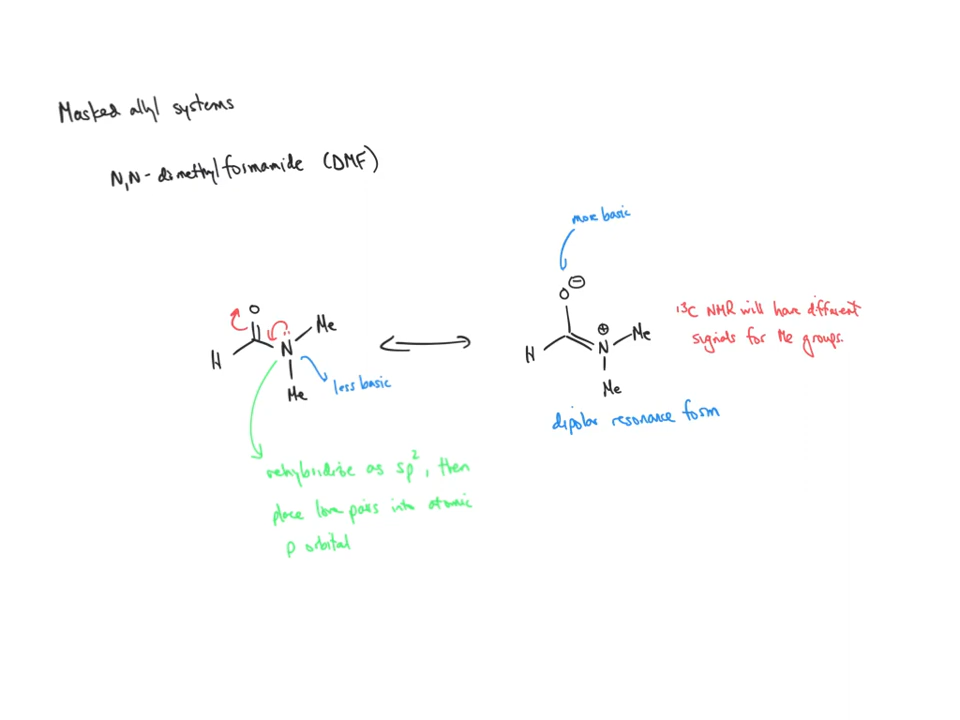 Masked allyl systems
N,N-dimethylformamide (DMF)
more basic
O
O ⊖
Me
H
N
Me
less basic
H
N ⊕
Me
Me
¹³C NMR will have different
signals for Me groups.
dipolar resonance form
rehybridize as sp², then
place lone pairs into atomic
p orbital